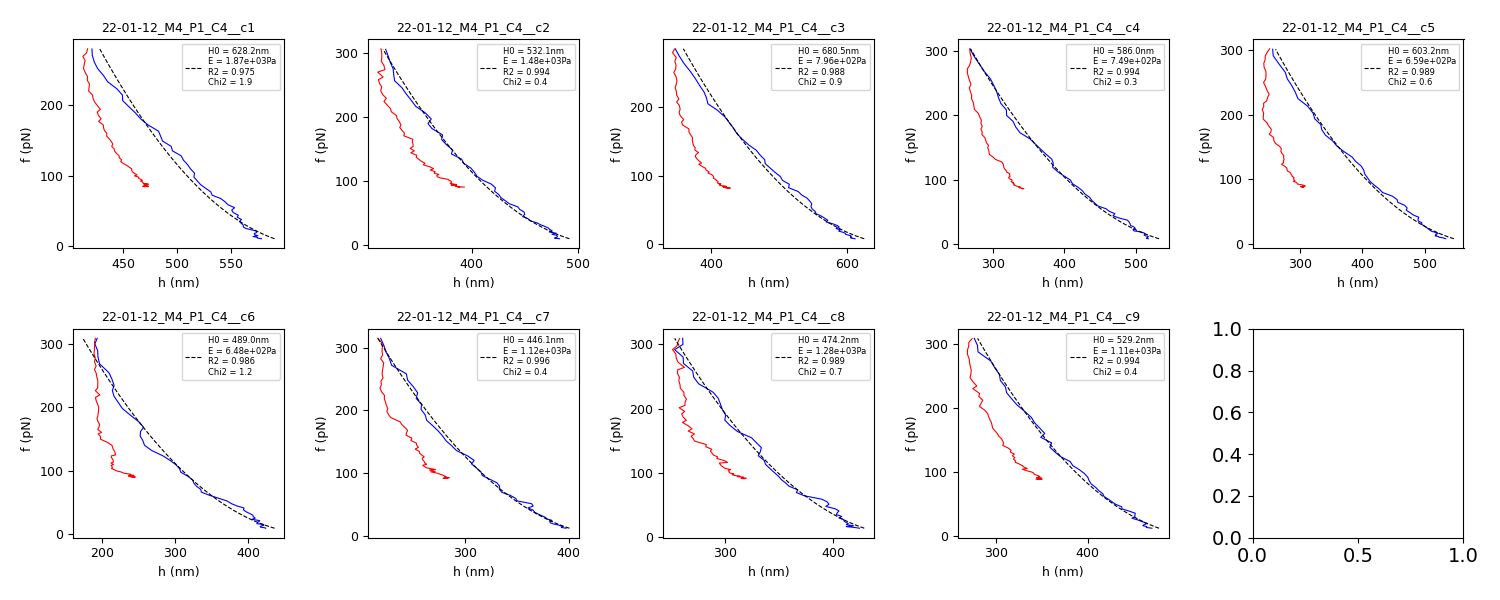 22-01-12_M4_P1_C4__c1
H0 = 628.2nm
E = 1.87e+03Pa
R2 = 0.975
Chi2 = 1.9
f (pN)
200
100
0
450 500 550
h (nm)
22-01-12_M4_P1_C4__c2
H0 = 532.1nm
E = 1.48e+03Pa
R2 = 0.994
Chi2 = 0.4
f (pN)
300
200
100
0
400 500
h (nm)
22-01-12_M4_P1_C4__c3
H0 = 680.5nm
E = 7.96e+02Pa
R2 = 0.988
Chi2 = 0.9
f (pN)
200
100
0
400 600
h (nm)
22-01-12_M4_P1_C4__c4
H0 = 586.0nm
E = 7.49e+02Pa
R2 = 0.994
Chi2 = 0.3
f (pN)
300
200
100
0
300 400 500
h (nm)
22-01-12_M4_P1_C4__c5
H0 = 603.2nm
E = 6.59e+02Pa
R2 = 0.989
Chi2 = 0.6
f (pN)
300
200
100
0
300 400 500
h (nm)
22-01-12_M4_P1_C4__c6
H0 = 489.0nm
E = 6.48e+02Pa
R2 = 0.986
Chi2 = 1.2
f (pN)
300
200
100
0
200 300 400
h (nm)
22-01-12_M4_P1_C4__c7
H0 = 446.1nm
E = 1.12e+03Pa
R2 = 0.996
Chi2 = 0.4
f (pN)
300
200
100
0
300 400
h (nm)
22-01-12_M4_P1_C4__c8
H0 = 474.2nm
E = 1.28e+03Pa
R2 = 0.989
Chi2 = 0.7
f (pN)
300
200
100
0
300 400
h (nm)
22-01-12_M4_P1_C4__c9
H0 = 529.2nm
E = 1.11e+03Pa
R2 = 0.994
Chi2 = 0.4
f (pN)
300
200
100
0
300 400
h (nm)
1.0
0.8
0.6
0.4
0.2
0.0
0.0 0.5 1.0